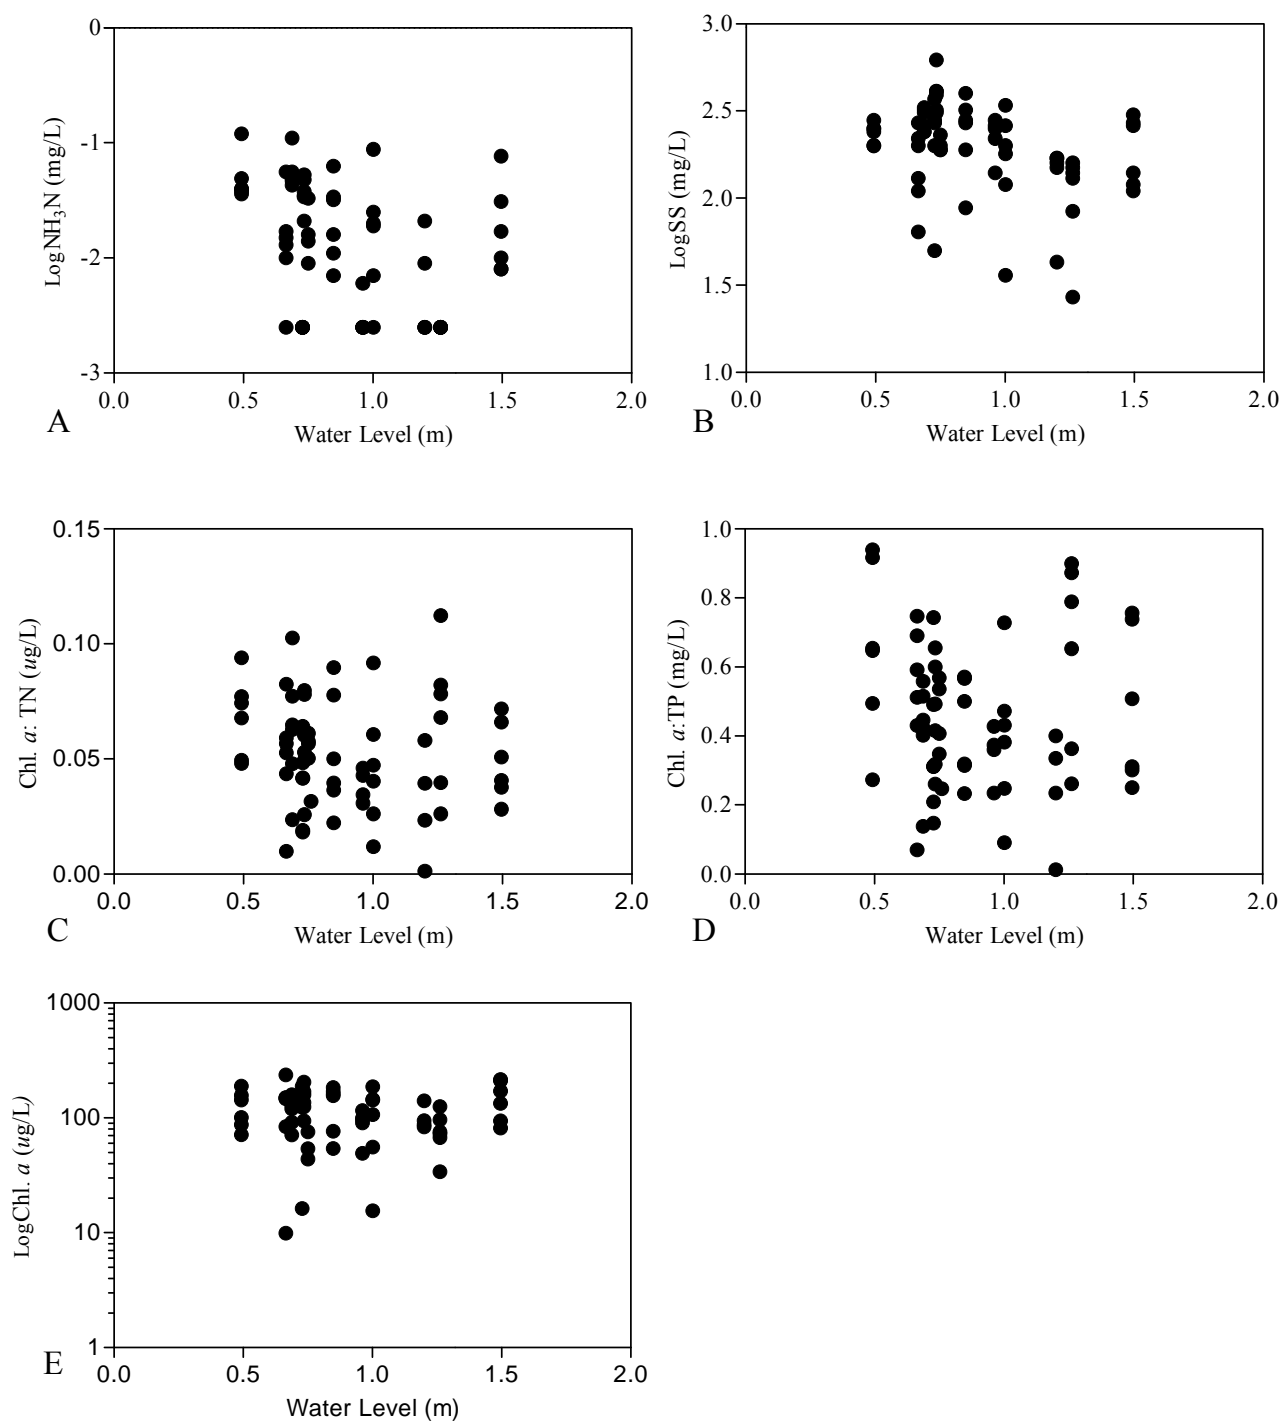 0
-1
-2
-3
0.0 0.5 1.0 1.5 2.0
LogNH3N (mg/L)
Water Level (m)
A
3.0
2.5
2.0
1.5
1.0
0.0 0.5 1.0 1.5 2.0
LogSS (mg/L)
Water Level (m)
B
0.15
0.10
0.05
0.00
0.0 0.5 1.0 1.5 2.0
Chl. a: TN (ug/L)
Water Level (m)
C
1.0
0.8
0.6
0.4
0.2
0.0
0.0 0.5 1.0 1.5 2.0
Chl. a:TP (mg/L)
Water Level (m)
D
1000
100
10
1
0.0 0.5 1.0 1.5 2.0
LogChl. a (ug/L)
Water Level (m)
E